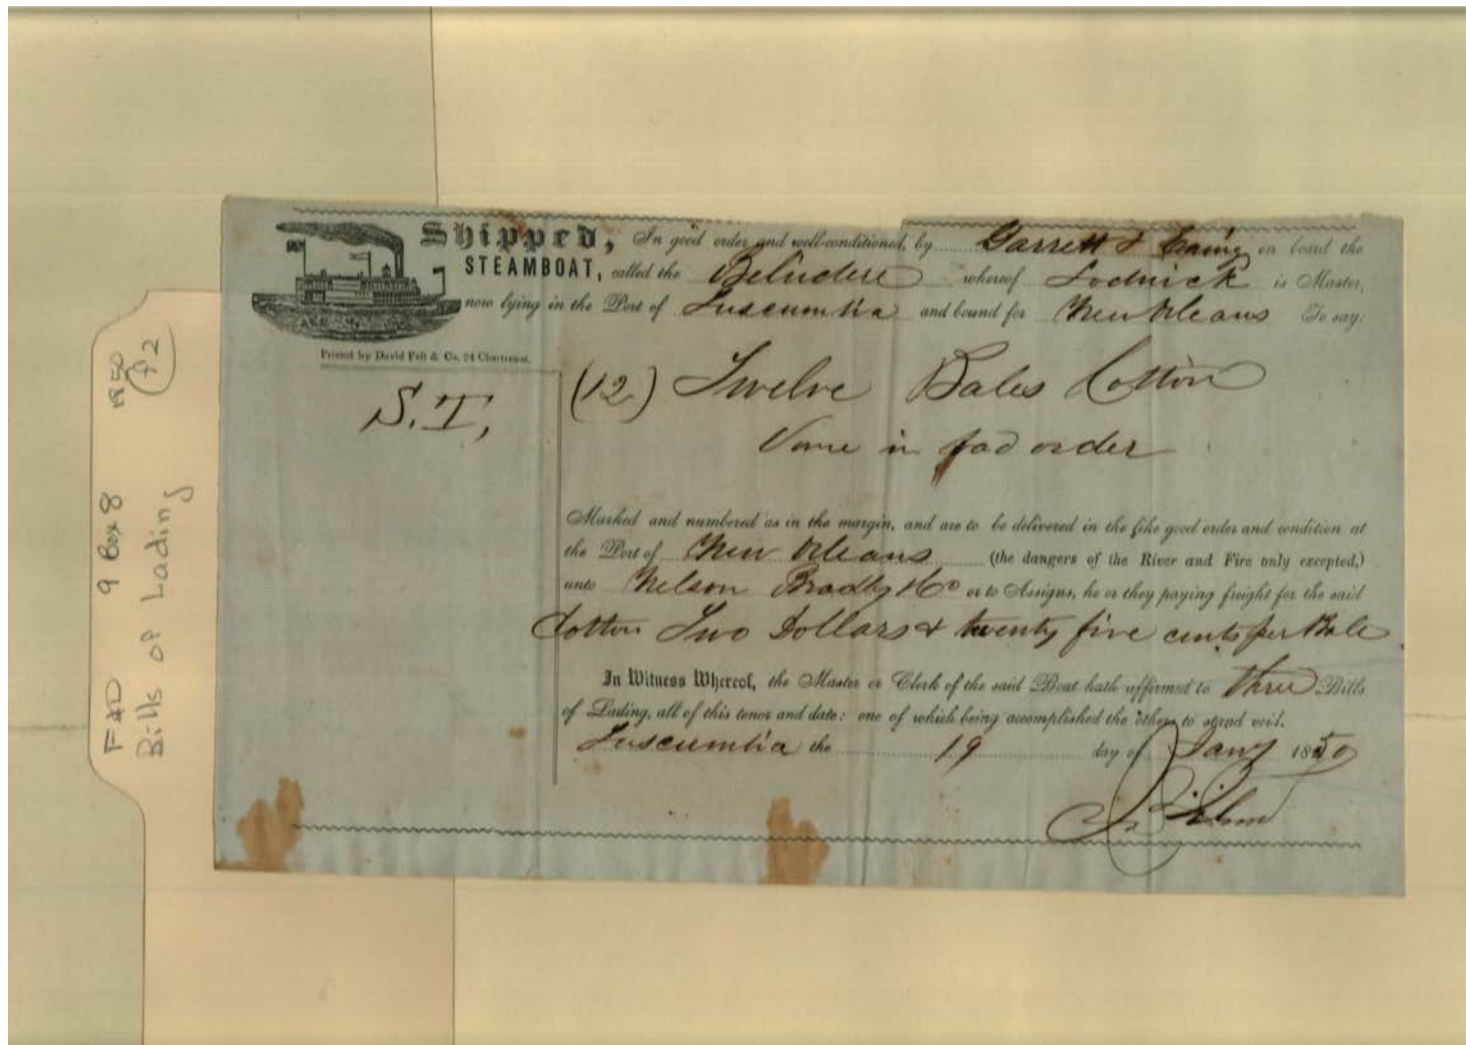 Shipped, In good order and well-conditioned, by Garrett & on board the
STEAMBOAT, called the Belvidere whereof Lodwick is Master,
now lying in the Port of Tuscumbia and bound for New Orleans To say:
Printed by David Felt & Co. 24 Chartres st.
S.T,
(12) Twelve Bales Cotton
Some in bad order
Marked and numbered as in the margin, and are to be delivered in the like good order and condition at
the Port of New Orleans (the dangers of the River and Fire only excepted,)
unto Nelson Bradly & Co or to Assigns, he or they paying freight for the said
Cotton Two Dollars & twenty five cents per Bale
In Witness Whereof, the Master or Clerk of the said Boat hath affirmed to three Bills
of Lading, all of this tenor and date: one of which being accomplished the others to stand void.
Tuscumbia the 19 day of Jany 1850
F&D 9 Box 8 1850
f2
Bills of Lading